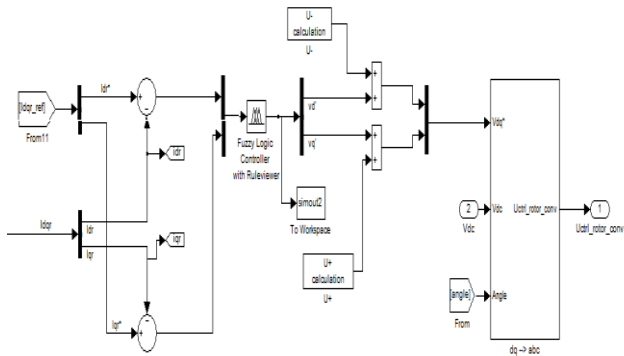 U-
calculation
U-
Idr*
[Idqr_ref]
From11
+
−
idr
Idqr
Idr
Iqr
iqr
Iqr*
−
+
Fuzzy Logic
Controller
with Ruleviewer
vd'
vq'
+
+
+
+
simout2
To Workspace
U+
calculation
U+
Vdq*
2
Vdc
Vdc
[angle]
From
Angle
Uctrl_rotor_conv
1
Uctrl_rotor_conv
dq --> abc